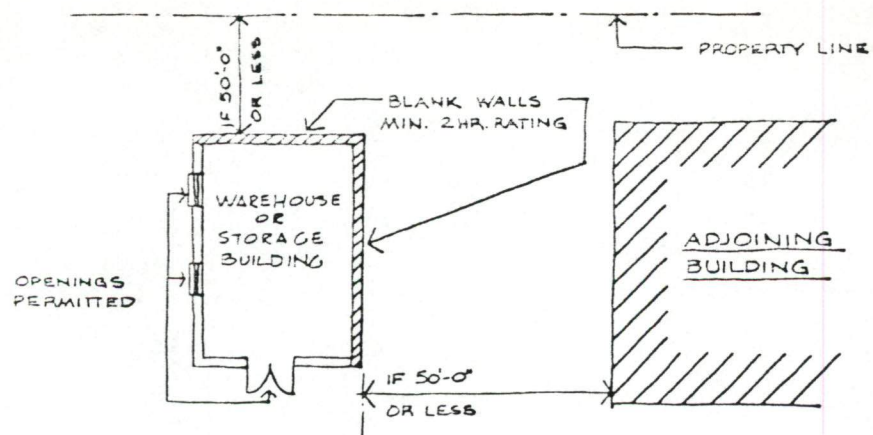 PROPERTY LINE
IF 50'-0"
OR LESS
BLANK WALLS
MIN. 2HR. RATING
WAREHOUSE
OR
STORAGE
BUILDING
ADJOINING
BUILDING
OPENINGS
PERMITTED
IF 50'-0"
OR LESS